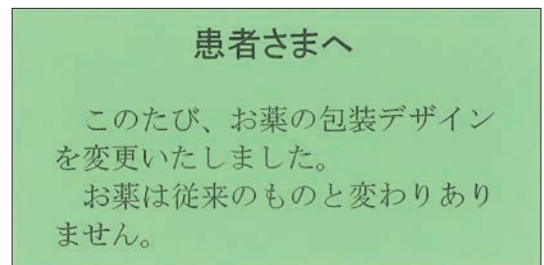 患者さまへ
このたび、お薬の包装デザイン
を変更いたしました。
お薬は従来のものと変わりあり
ません。